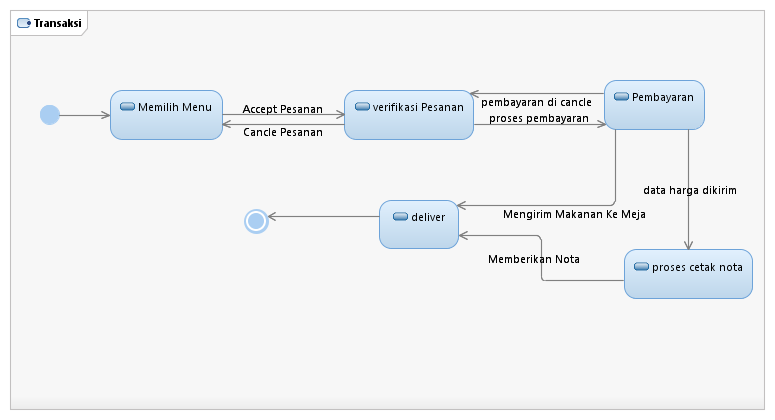 Transaksi
Memilih Menu
Accept Pesanan
Cancle Pesanan
verifikasi Pesanan
pembayaran di cancle
proses pembayaran
Pembayaran
data harga dikirim
Mengirim Makanan Ke Meja
deliver
Memberikan Nota
proses cetak nota